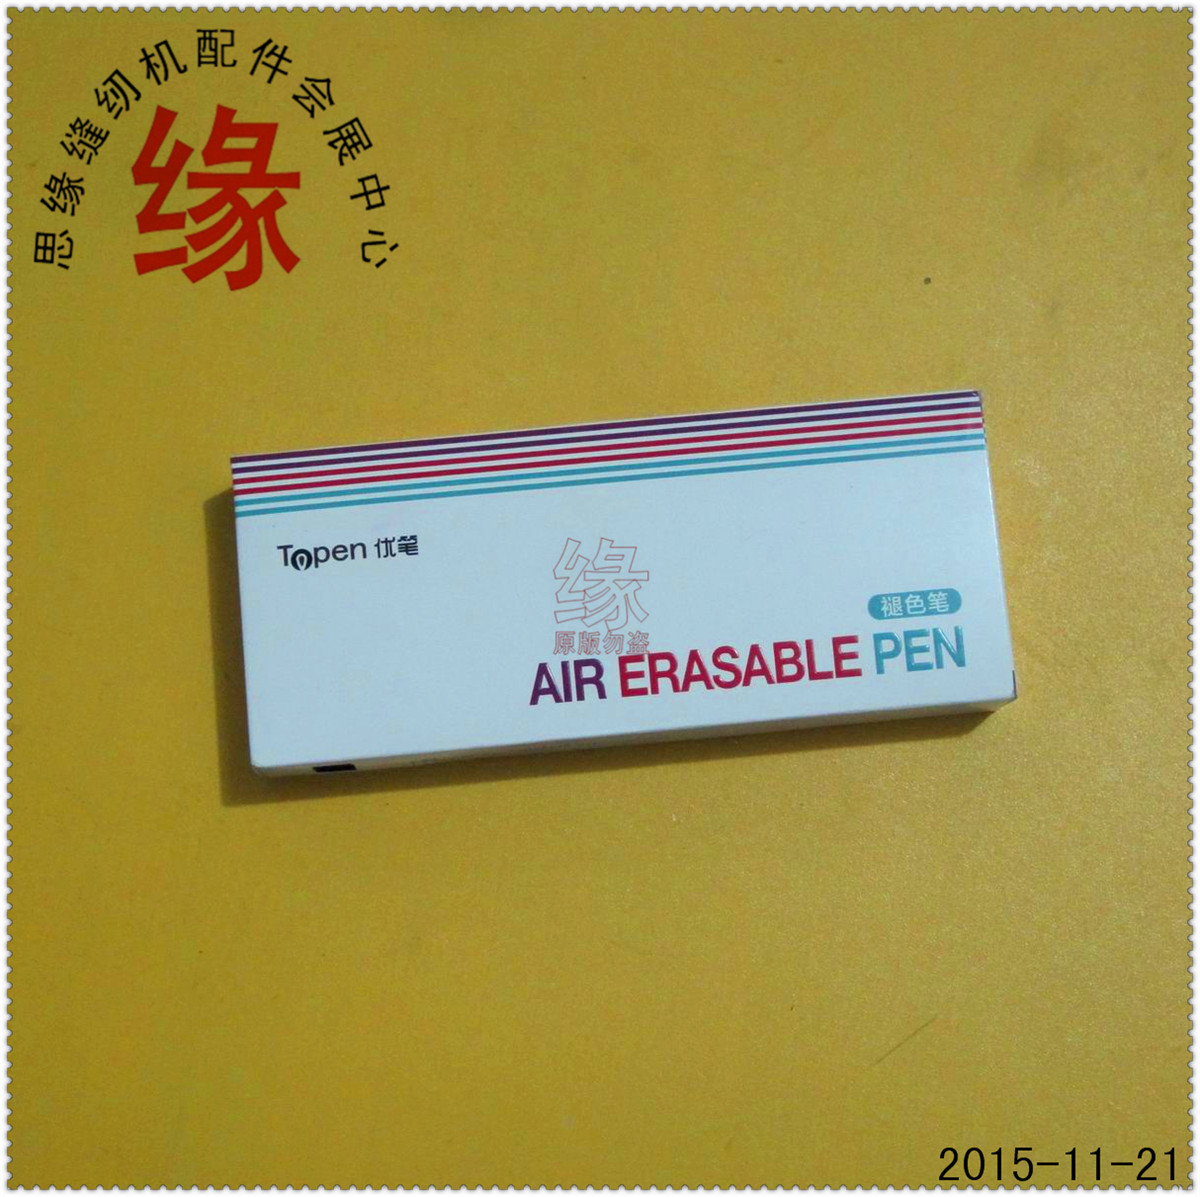 思缘缝纫机配件会展中心
缘
Topen 优笔
缘
原版勿盗
褪色笔
AIR ERASABLE PEN
2015-11-21